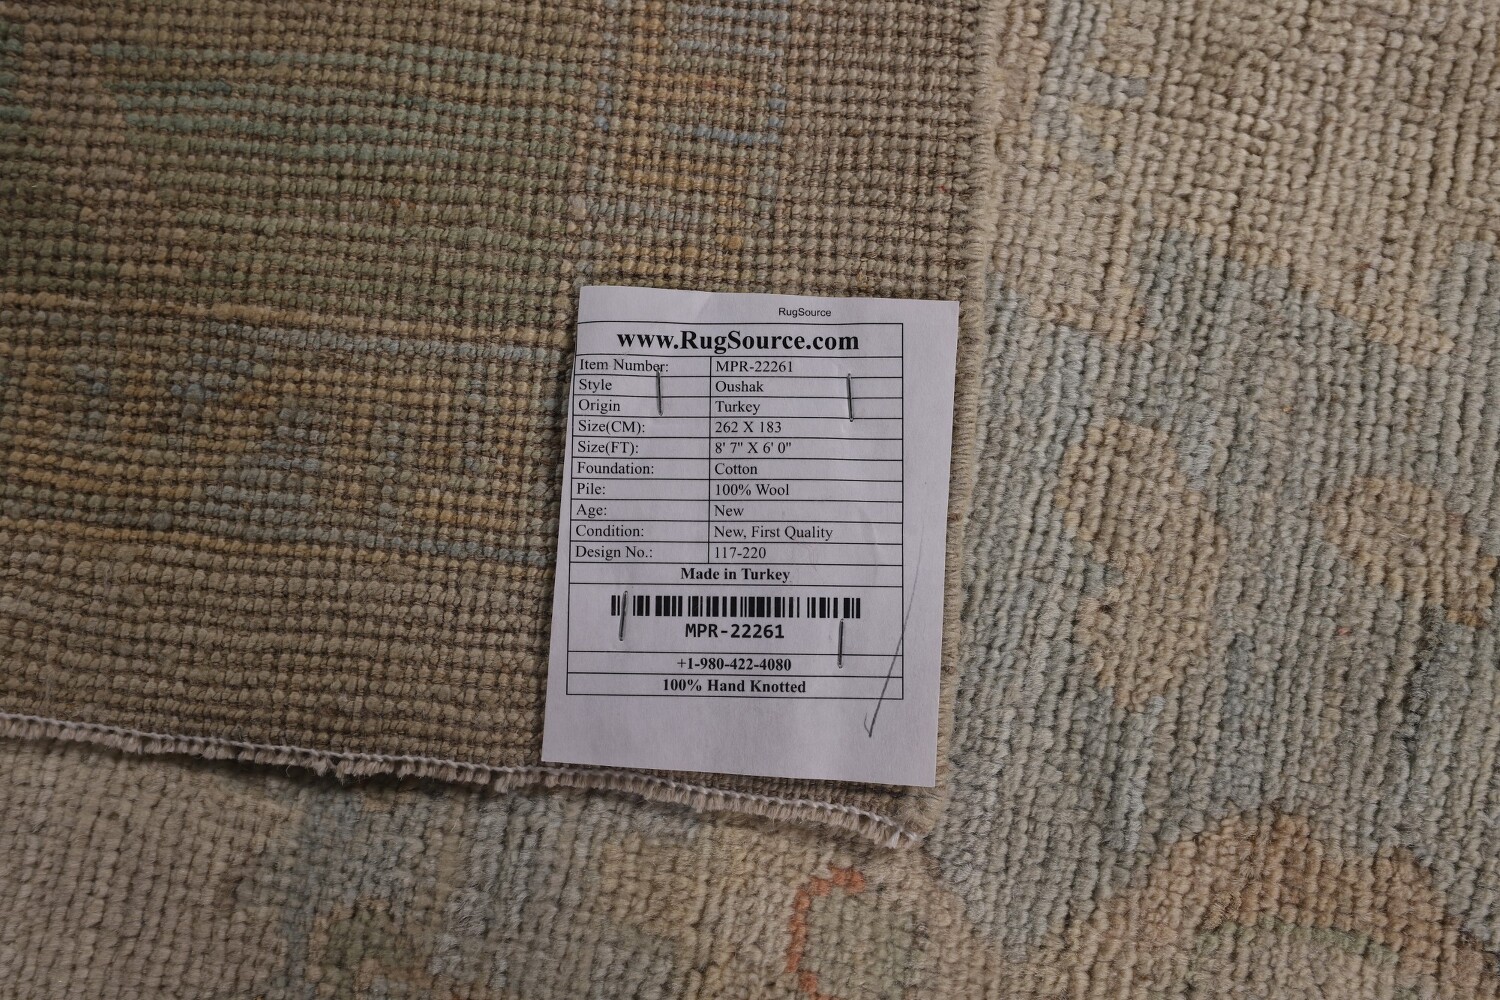 RugSource
www.RugSource.com
Item Number: MPR-22261
Style Oushak
Origin Turkey
Size(CM): 262 X 183
Size(FT): 8' 7" X 6' 0"
Foundation: Cotton
Pile: 100% Wool
Age: New
Condition: New, First Quality
Design No.: 117-220
Made in Turkey
MPR-22261
+1-980-422-4080
100% Hand Knotted